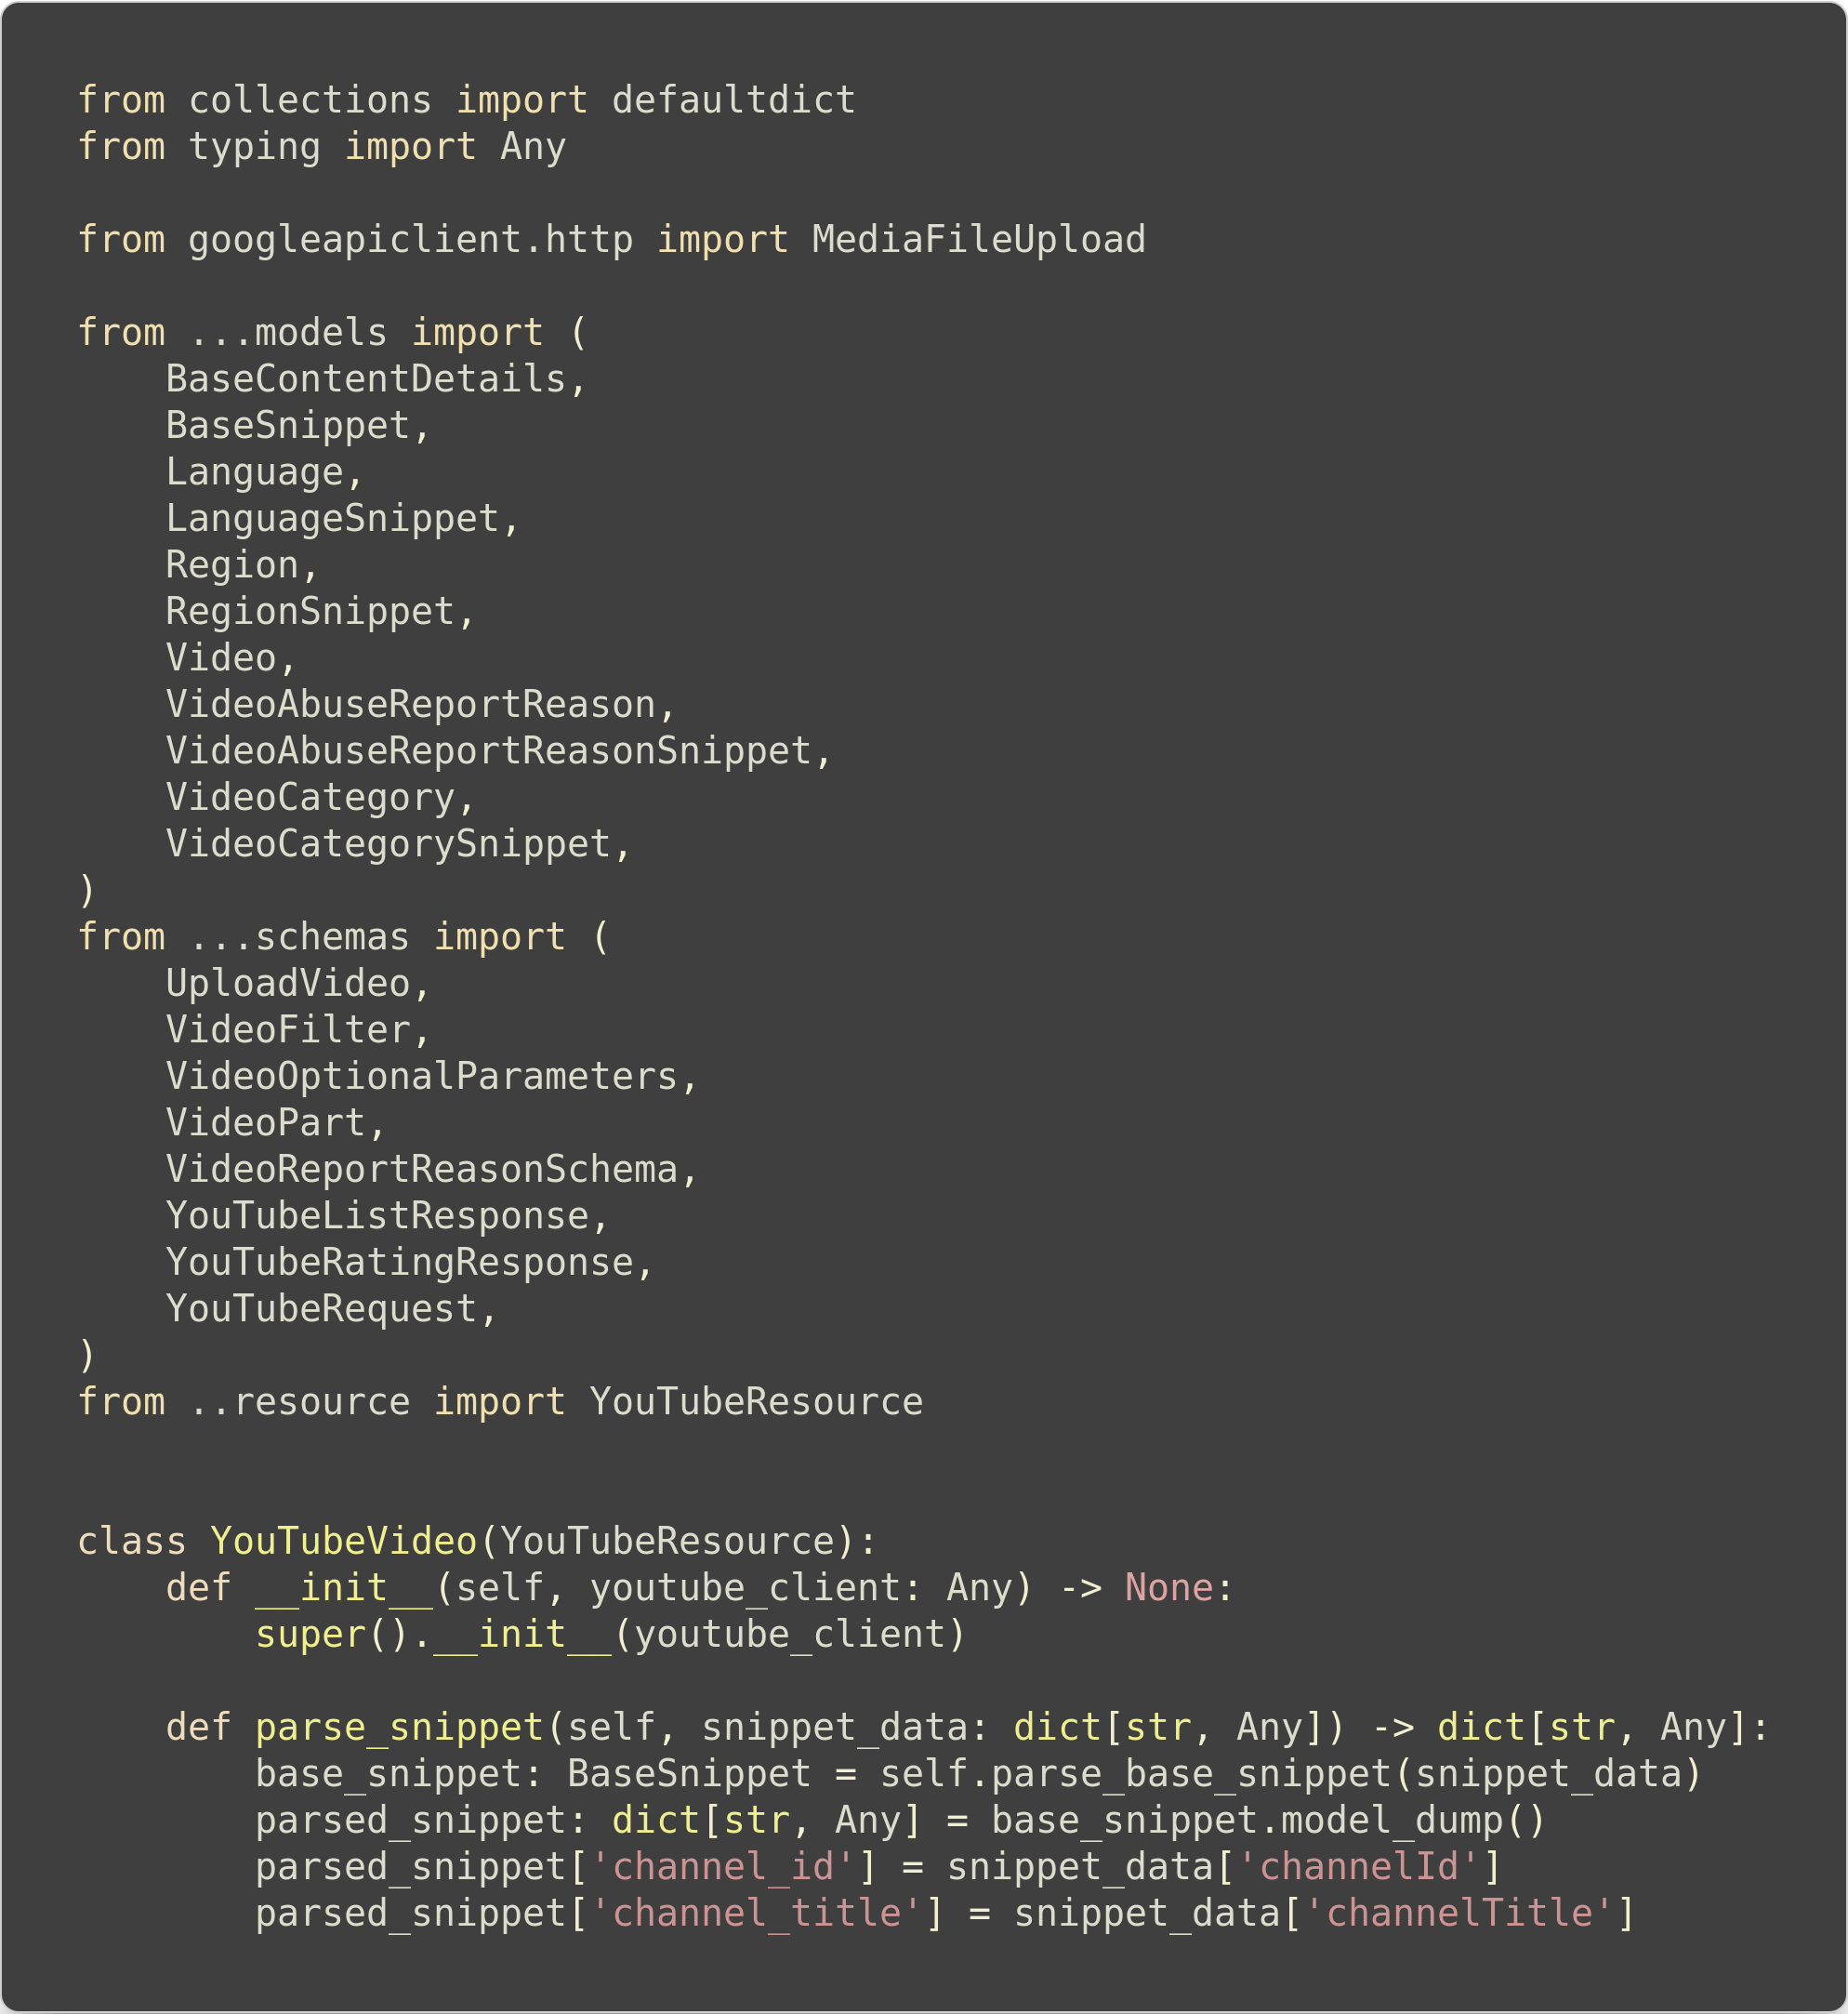 from collections import defaultdict
from typing import Any

from googleapiclient.http import MediaFileUpload

from ...models import (
    BaseContentDetails,
    BaseSnippet,
    Language,
    LanguageSnippet,
    Region,
    RegionSnippet,
    Video,
    VideoAbuseReportReason,
    VideoAbuseReportReasonSnippet,
    VideoCategory,
    VideoCategorySnippet,
)
from ...schemas import (
    UploadVideo,
    VideoFilter,
    VideoOptionalParameters,
    VideoPart,
    VideoReportReasonSchema,
    YouTubeListResponse,
    YouTubeRatingResponse,
    YouTubeRequest,
)
from ..resource import YouTubeResource


class YouTubeVideo(YouTubeResource):
    def __init__(self, youtube_client: Any) -> None:
        super().__init__(youtube_client)

    def parse_snippet(self, snippet_data: dict[str, Any]) -> dict[str, Any]:
        base_snippet: BaseSnippet = self.parse_base_snippet(snippet_data)
        parsed_snippet: dict[str, Any] = base_snippet.model_dump()
        parsed_snippet['channel_id'] = snippet_data['channelId']
        parsed_snippet['channel_title'] = snippet_data['channelTitle']